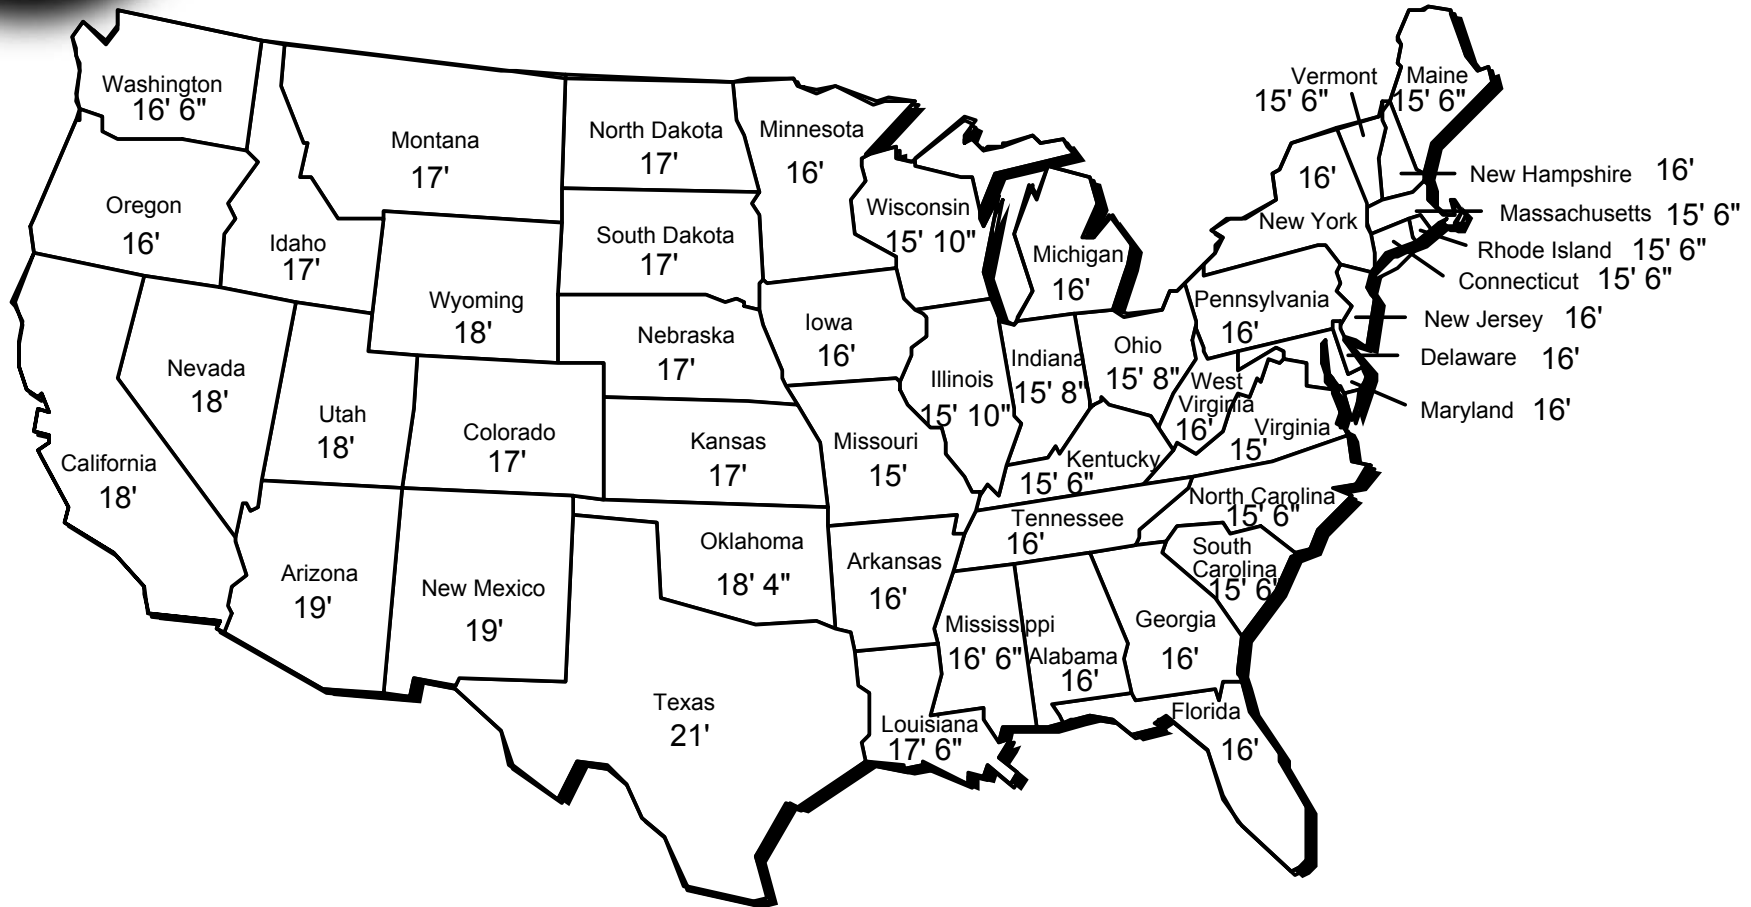 Washington
16' 6"
Oregon
16'
California
18'
Idaho
17'
Nevada
18'
Montana
17'
Wyoming
18'
Utah
18'
Colorado
17'
Arizona
19'
New Mexico
19'
North Dakota
17'
South Dakota
17'
Nebraska
17'
Kansas
17'
Oklahoma
18' 4"
Texas
21'
Minnesota
16'
Iowa
16'
Missouri
15'
Arkansas
16'
Louisiana
17' 6"
Wisconsin
15' 10"
Illinois
15' 10"
Michigan
16'
Indiana
15' 8"
Ohio
15' 8"
Kentucky
15' 6"
Tennessee
16'
Mississippi
16' 6"
Alabama
16'
Georgia
16'
Florida
16'
South
Carolina
15' 6"
North Carolina
15' 6"
Virginia
15'
West
Virginia
16'
Pennsylvania
16'
16'
New York
Vermont
15' 6"
Maine
15' 6"
New Hampshire 16'
Massachusetts 15' 6"
Rhode Island 15' 6"
Connecticut 15' 6"
New Jersey 16'
Delaware 16'
Maryland 16'